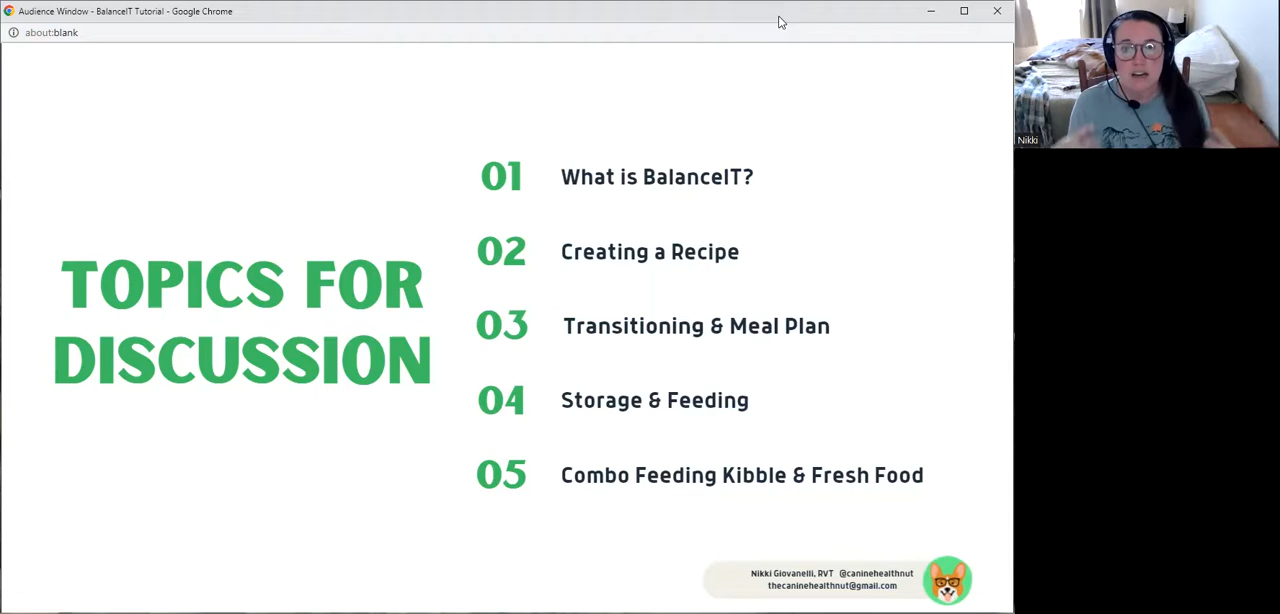 Audience Window - BalanceIT Tutorial - Google Chrome
about:blank
TOPICS FOR
DISCUSSION
01 What is BalanceIT?
02 Creating a Recipe
03 Transitioning & Meal Plan
04 Storage & Feeding
05 Combo Feeding Kibble & Fresh Food
Nikki Giovanelli, RVT @caninehealthnut
thecaninehealthnut@gmail.com
Nikki